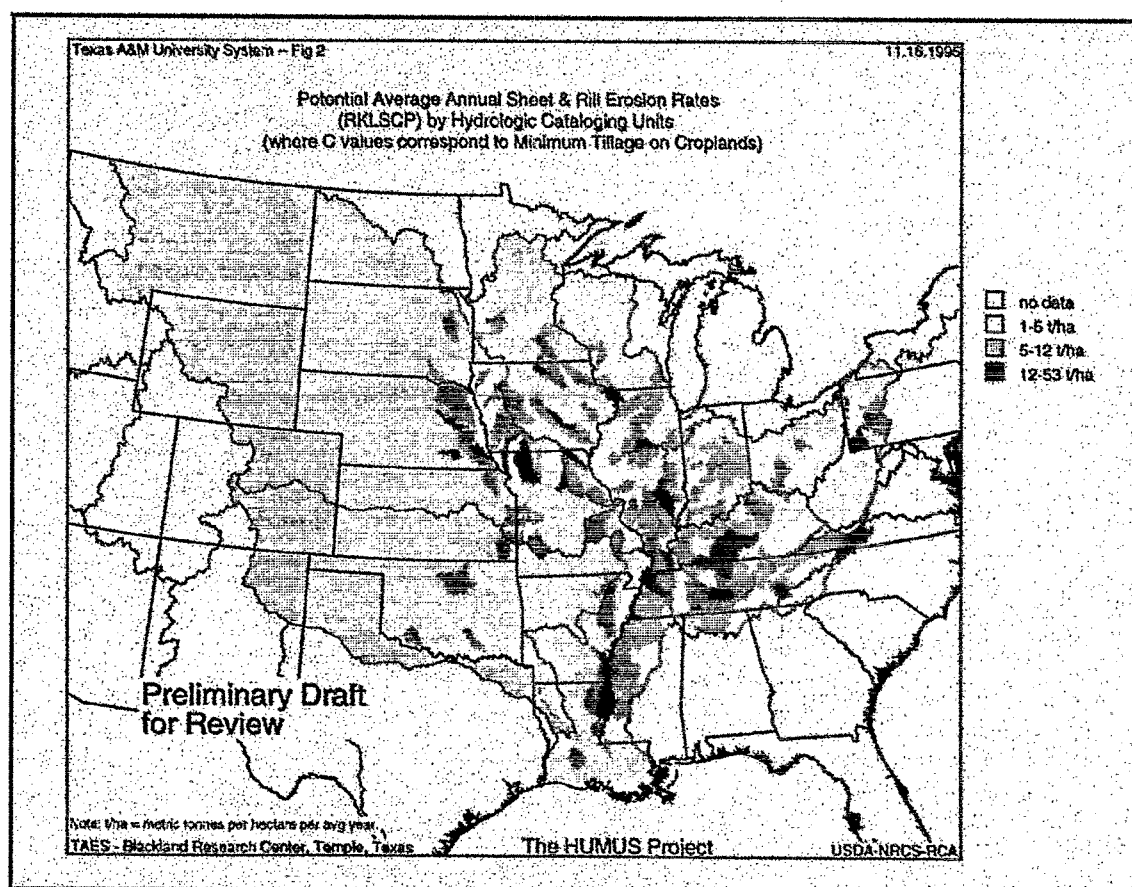 Texas A&M University System – Fig 2
11.16.1995
Potential Average Annual Sheet & Rill Erosion Rates
(RKLSCP) by Hydrologic Cataloging Units
(where C values correspond to Minimum Tillage on Croplands)
no data
1-5 t/ha
5-12 t/ha
12-53 t/ha
Preliminary Draft
for Review
Note: t/ha = metric tonnes per hectare per avg year.
TAES - Blackland Research Center, Temple, Texas
The HUMUS Project
USDA-NRCS-RCA